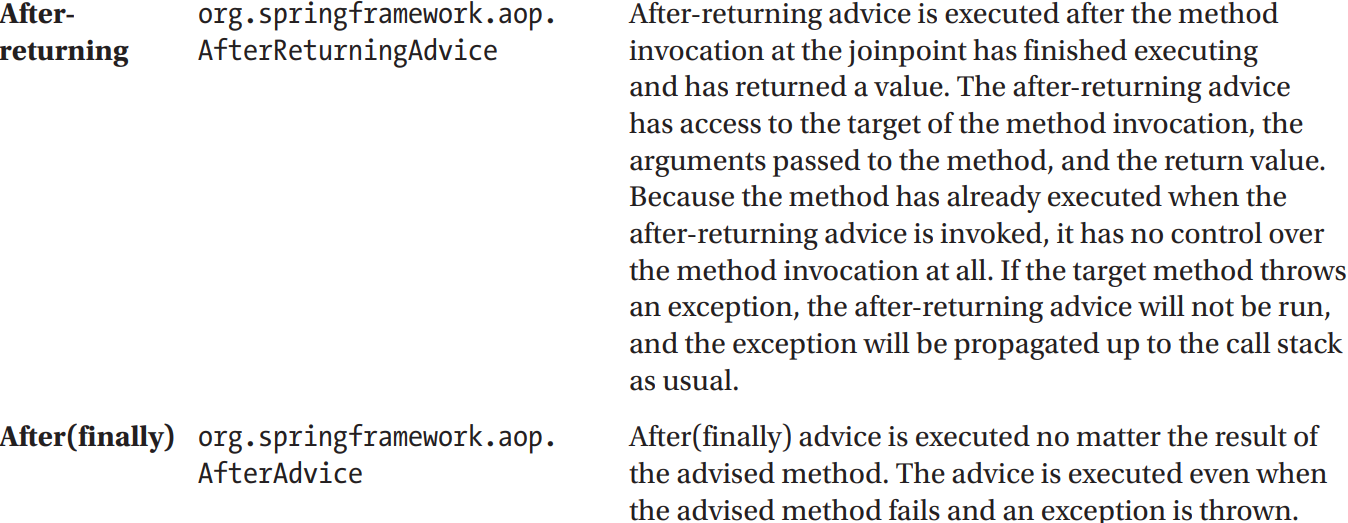 After-
returning
org.springframework.aop.
AfterReturningAdvice
After-returning advice is executed after the method
invocation at the joinpoint has finished executing
and has returned a value. The after-returning advice
has access to the target of the method invocation, the
arguments passed to the method, and the return value.
Because the method has already executed when the
after-returning advice is invoked, it has no control over
the method invocation at all. If the target method throws
an exception, the after-returning advice will not be run,
and the exception will be propagated up to the call stack
as usual.
After(finally)
org.springframework.aop.
AfterAdvice
After(finally) advice is executed no matter the result of
the advised method. The advice is executed even when
the advised method fails and an exception is thrown.